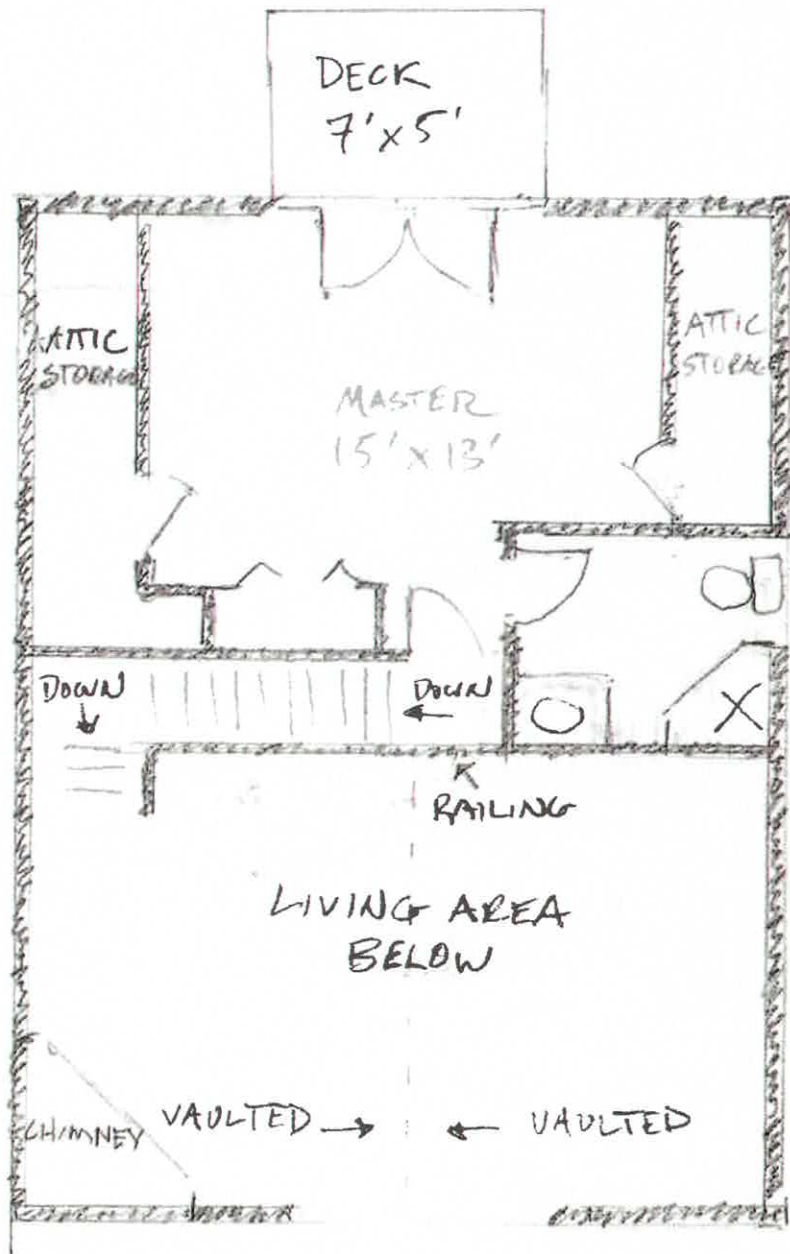 DECK
7'x5'
ATTIC
STORAGE
ATTIC
STORAGE
MASTER
15'x13'
DOWN
DOWN
RAILING
LIVING AREA
BELOW
CHIMNEY
VAULTED
VAULTED